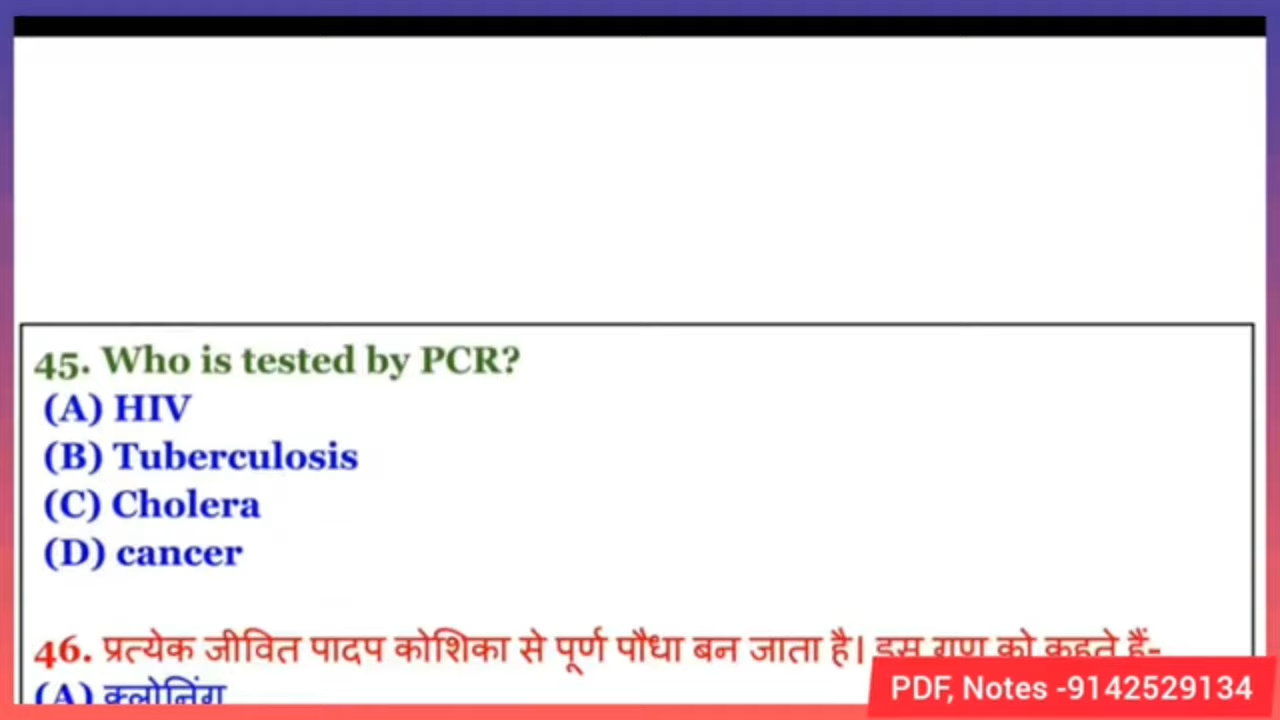 45. Who is tested by PCR?
(A) HIV
(B) Tuberculosis
(C) Cholera
(D) cancer
46. प्रत्येक जीवित पादप कोशिका से पूर्ण पौधा बन जाता है। इस गुण को कहते हैं-
(A) क्लोनिंग
PDF, Notes -9142529134